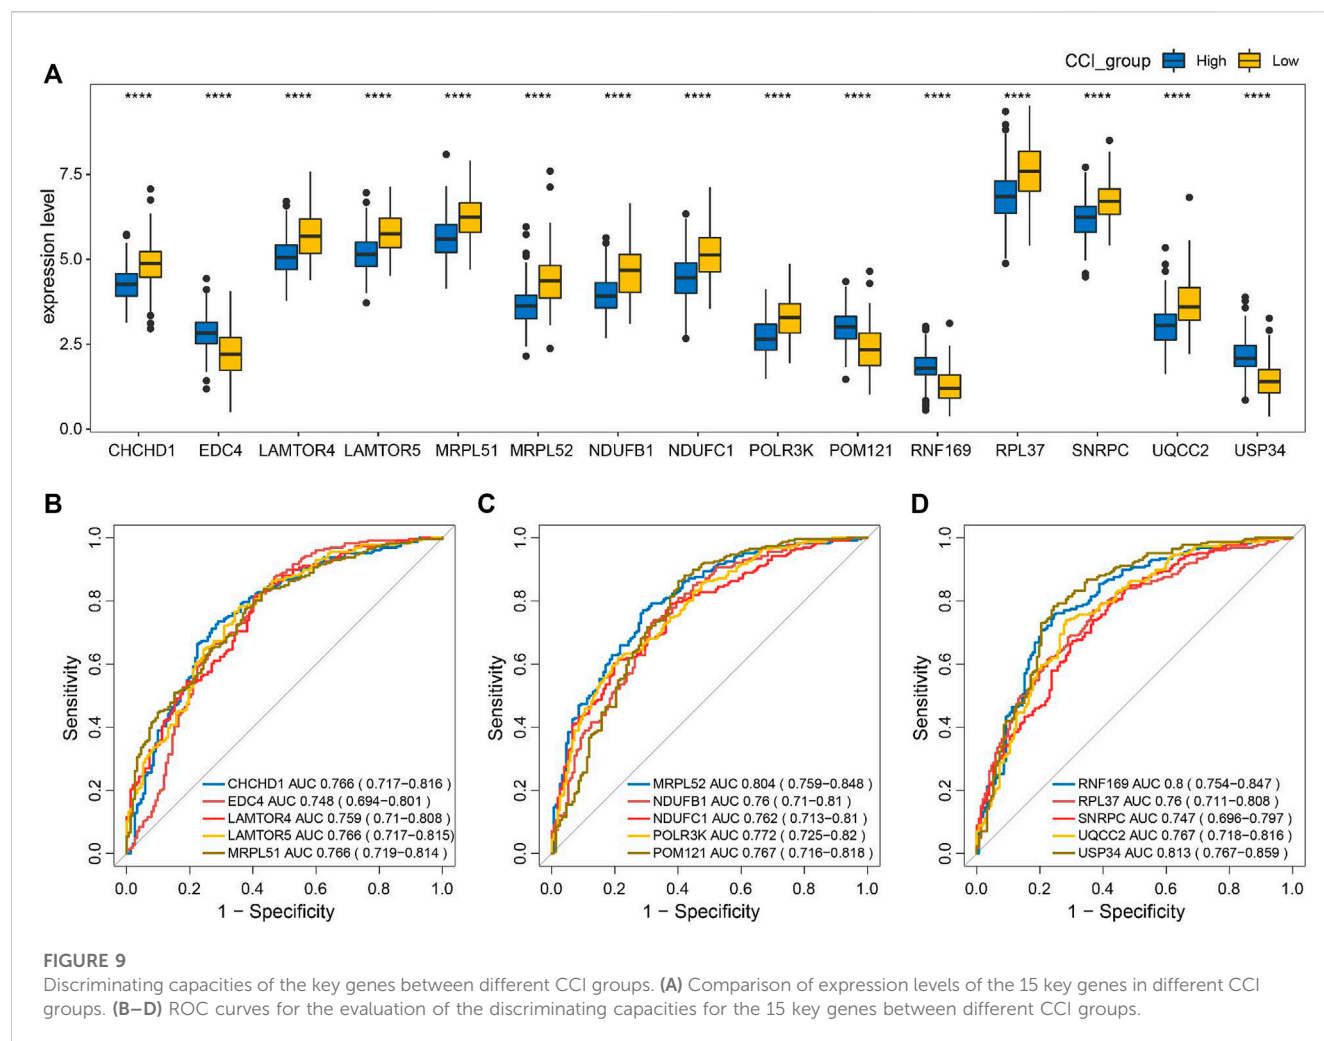 CCI_group High Low
A
**** **** **** **** **** **** **** **** **** **** **** **** **** **** ****
expression level
7.5
5.0
2.5
0.0
CHCHD1 EDC4 LAMTOR4 LAMTOR5 MRPL51 MRPL52 NDUFB1 NDUFC1 POLR3K POM121 RNF169 RPL37 SNRPC UQCC2 USP34
B
Sensitivity
1.0
0.8
0.6
0.4
0.2
0.0
CHCHD1 AUC 0.766 ( 0.717–0.816 )
EDC4 AUC 0.748 ( 0.694–0.801 )
LAMTOR4 AUC 0.759 ( 0.71–0.808 )
LAMTOR5 AUC 0.766 ( 0.717–0.815)
MRPL51 AUC 0.766 ( 0.719–0.814 )
0.0 0.2 0.4 0.6 0.8 1.0
1 − Specificity
C
Sensitivity
1.0
0.8
0.6
0.4
0.2
0.0
MRPL52 AUC 0.804 ( 0.759–0.848 )
NDUFB1 AUC 0.76 ( 0.71–0.81 )
NDUFC1 AUC 0.762 ( 0.713–0.81 )
POLR3K AUC 0.772 ( 0.725–0.82 )
POM121 AUC 0.767 ( 0.716–0.818 )
0.0 0.2 0.4 0.6 0.8 1.0
1 − Specificity
D
Sensitivity
1.0
0.8
0.6
0.4
0.2
0.0
RNF169 AUC 0.8 ( 0.754–0.847 )
RPL37 AUC 0.76 ( 0.711–0.808 )
SNRPC AUC 0.747 ( 0.696–0.797 )
UQCC2 AUC 0.767 ( 0.718–0.816 )
USP34 AUC 0.813 ( 0.767–0.859 )
0.0 0.2 0.4 0.6 0.8 1.0
1 − Specificity
FIGURE 9
Discriminating capacities of the key genes between different CCI groups. (A) Comparison of expression levels of the 15 key genes in different CCI
groups. (B–D) ROC curves for the evaluation of the discriminating capacities for the 15 key genes between different CCI groups.